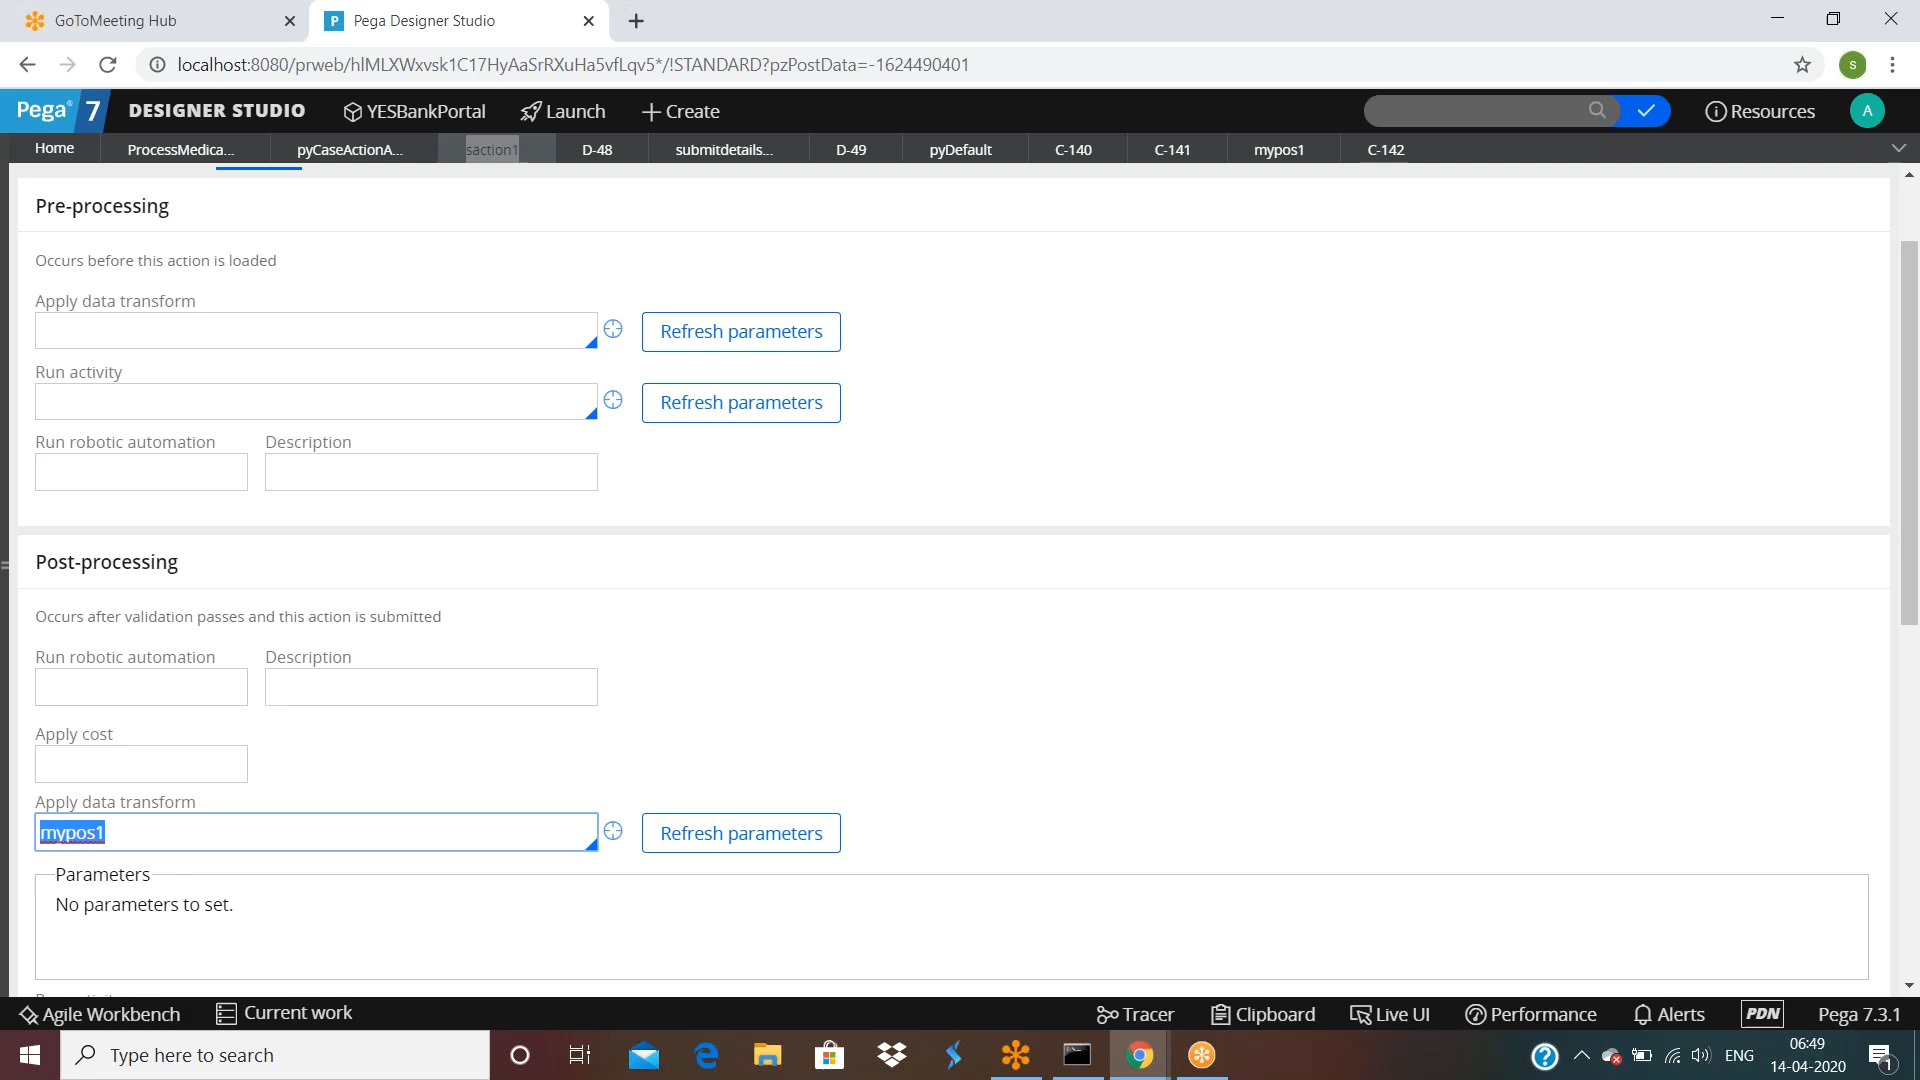 GoToMeeting Hub
Pega Designer Studio
localhost:8080/prweb/hlMLXWxvsk1C17HyAaSrRXuHa5vfLqv5*/!STANDARD?pzPostData=-1624490401
S
Pega 7 DESIGNER STUDIO YESBankPortal Launch Create Resources A
Home ProcessMedica... pyCaseActionA... saction1 D-48 submitdetails... D-49 pyDefault C-140 C-141 mypos1 C-142
Pre-processing
Occurs before this action is loaded
Apply data transform
Refresh parameters
Run activity
Refresh parameters
Run robotic automation Description
Post-processing
Occurs after validation passes and this action is submitted
Run robotic automation Description
Apply cost
Apply data transform
mypos1 Refresh parameters
Parameters
No parameters to set.
Agile Workbench Current work Tracer Clipboard Live UI Performance Alerts PDN Pega 7.3.1
Type here to search
ENG
06:49
14-04-2020
1